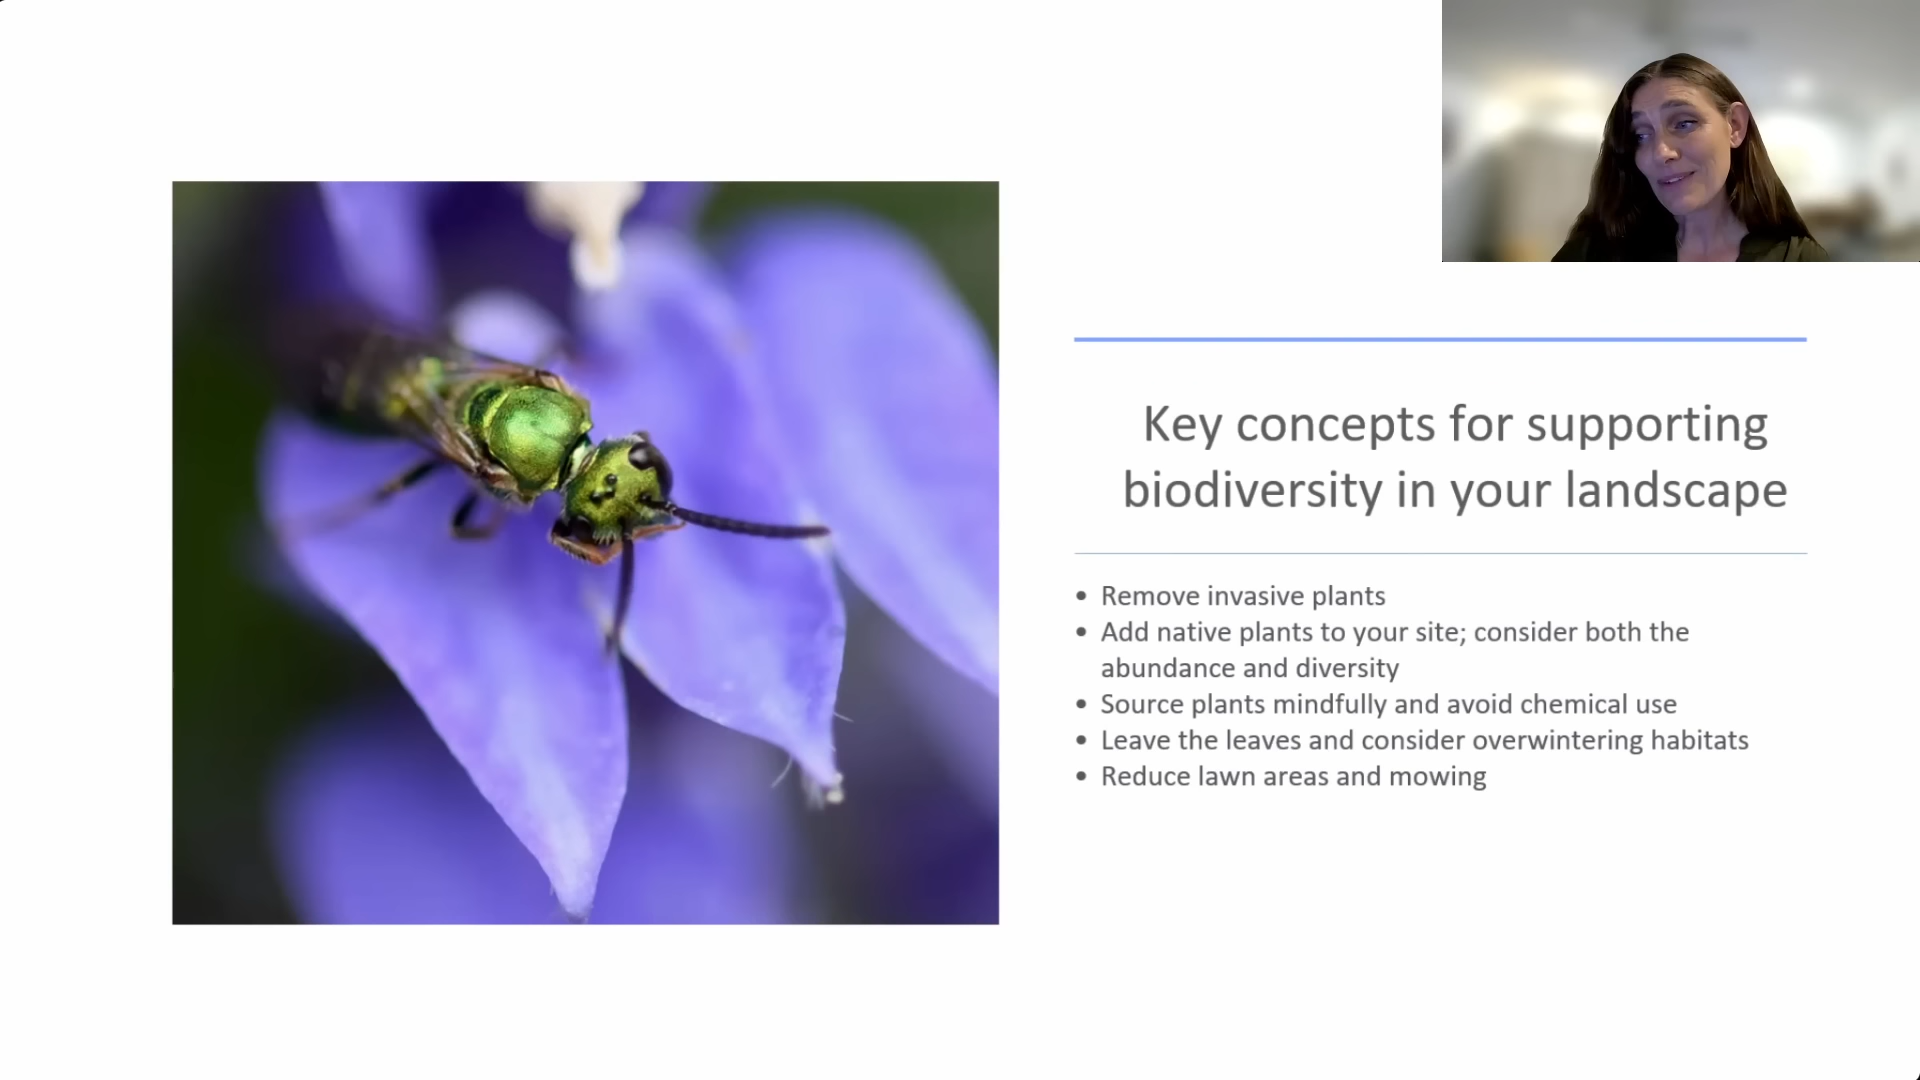 Key concepts for supporting
biodiversity in your landscape
• Remove invasive plants
• Add native plants to your site; consider both the
abundance and diversity
• Source plants mindfully and avoid chemical use
• Leave the leaves and consider overwintering habitats
• Reduce lawn areas and mowing